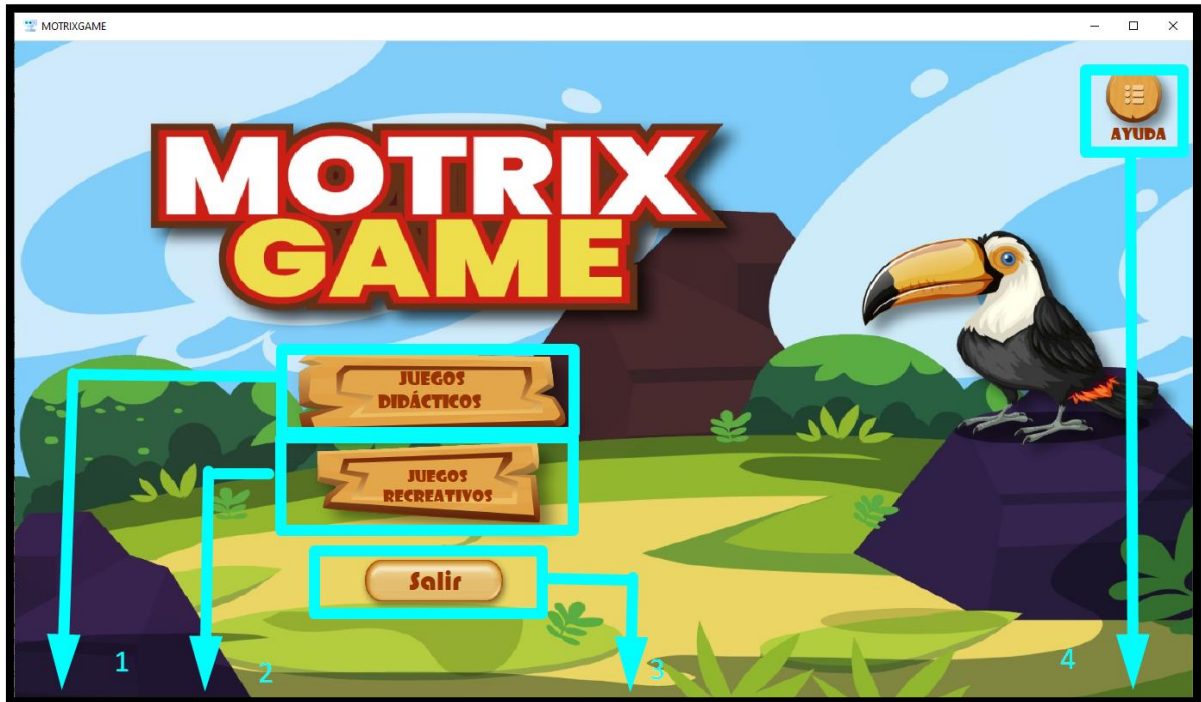 MOTRIXGAME
AYUDA
MOTRIX
GAME
JUEGOS
DIDÁCTICOS
JUEGOS
RECREATIVOS
Salir
1
2
3
4